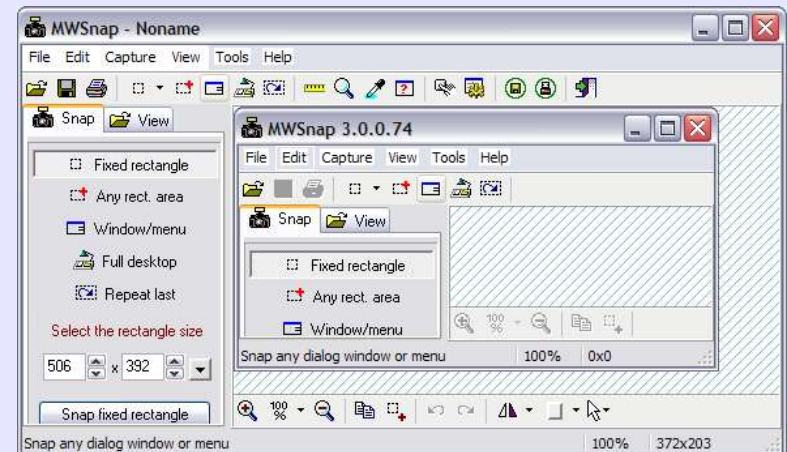 MWSnap - Noname
File Edit Capture View Tools Help
Snap View
Fixed rectangle
Any rect. area
Window/menu
Full desktop
Repeat last
Select the rectangle size
506 x 392
Snap fixed rectangle
MWSnap 3.0.0.74
File Edit Capture View Tools Help
Snap View
Fixed rectangle
Any rect. area
Window/menu
100 %
Snap any dialog window or menu 100% 0x0
100 %
Snap any dialog window or menu 100% 372x203